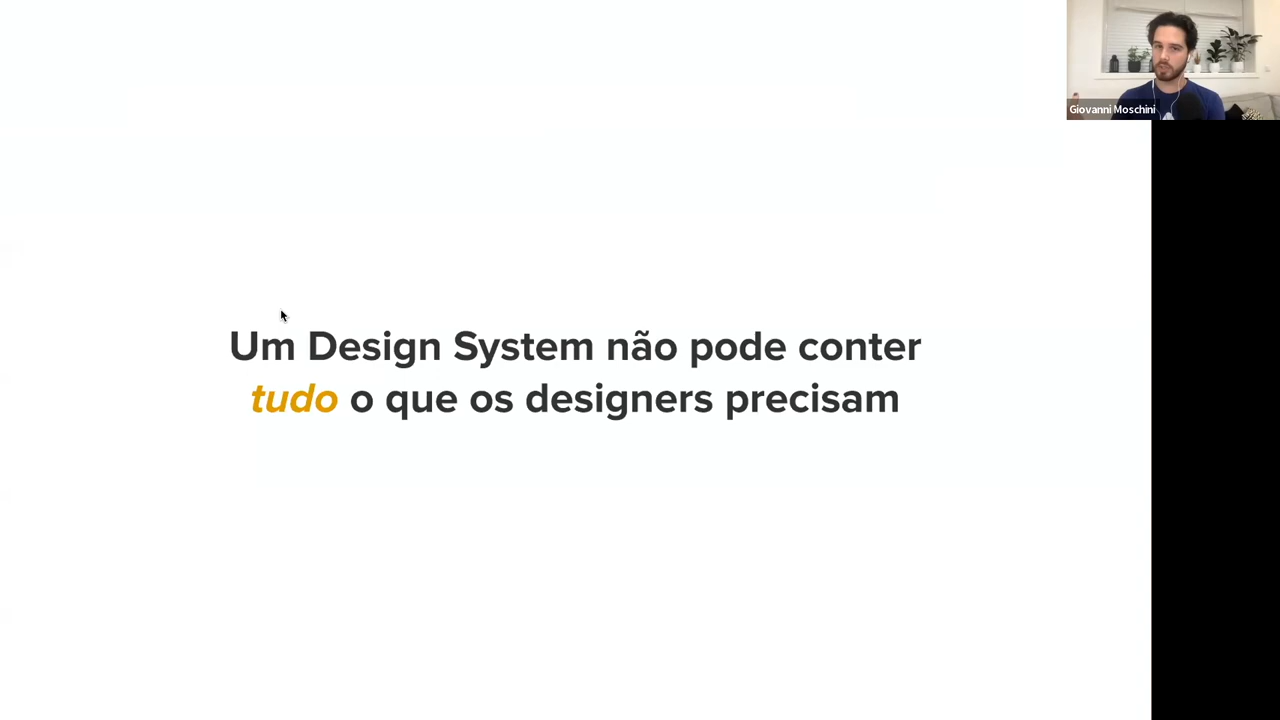 Giovanni Moschini
Um Design System não pode conter
tudo o que os designers precisam